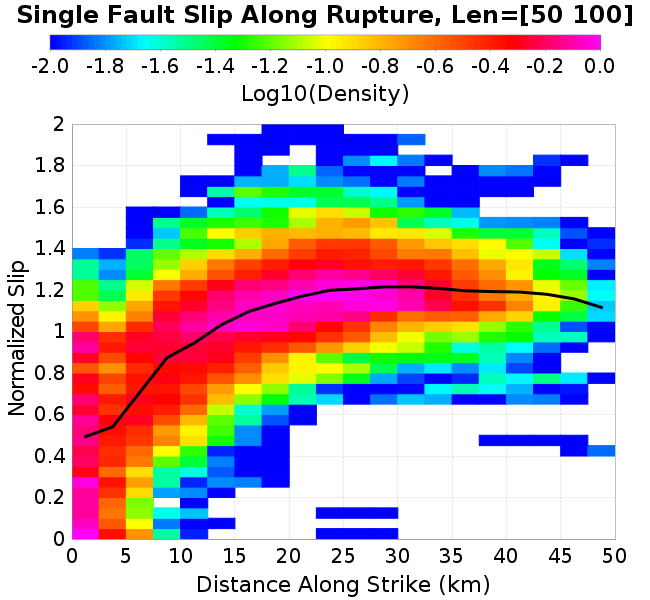 Single Fault Slip Along Rupture, Len=[50 100]
-2.0 -1.8 -1.6 -1.4 -1.2 -1.0 -0.8 -0.6 -0.4 -0.2 0.0
Log10(Density)
Normalized Slip
2
1.8
1.6
1.4
1.2
1
0.8
0.6
0.4
0.2
0
0 5 10 15 20 25 30 35 40 45 50
Distance Along Strike (km)